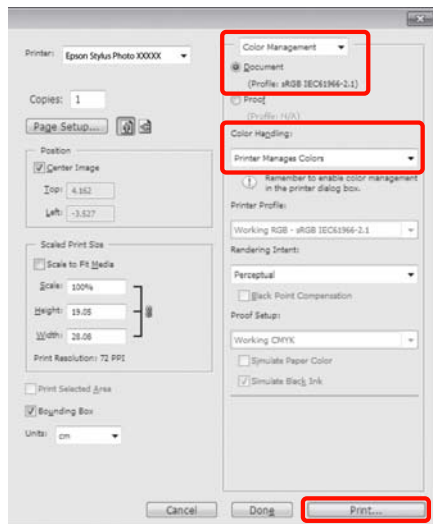 Printer: Epson Stylus Photo XXXXX
Copies: 1
Page Setup...
Position
Center Image
Top: 4.162
Left: -3.527
Scaled Print Size
Scale to Fit Media
Scale: 100%
Height: 19.05
Width: 28.08
Print Resolution: 72 PPI
Print Selected Area
Bounding Box
Units: cm
Color Management
Document
(Profile: sRGB IEC61966-2.1)
Proof
(Profile: N/A)
Color Handling:
Printer Manages Colors
Remember to enable color management
in the printer dialog box.
Printer Profile:
Working RGB - sRGB IEC61966-2.1
Rendering Intent:
Perceptual
Black Point Compensation
Proof Setup:
Working CMYK
Simulate Paper Color
Simulate Black Ink
Cancel
Done
Print...